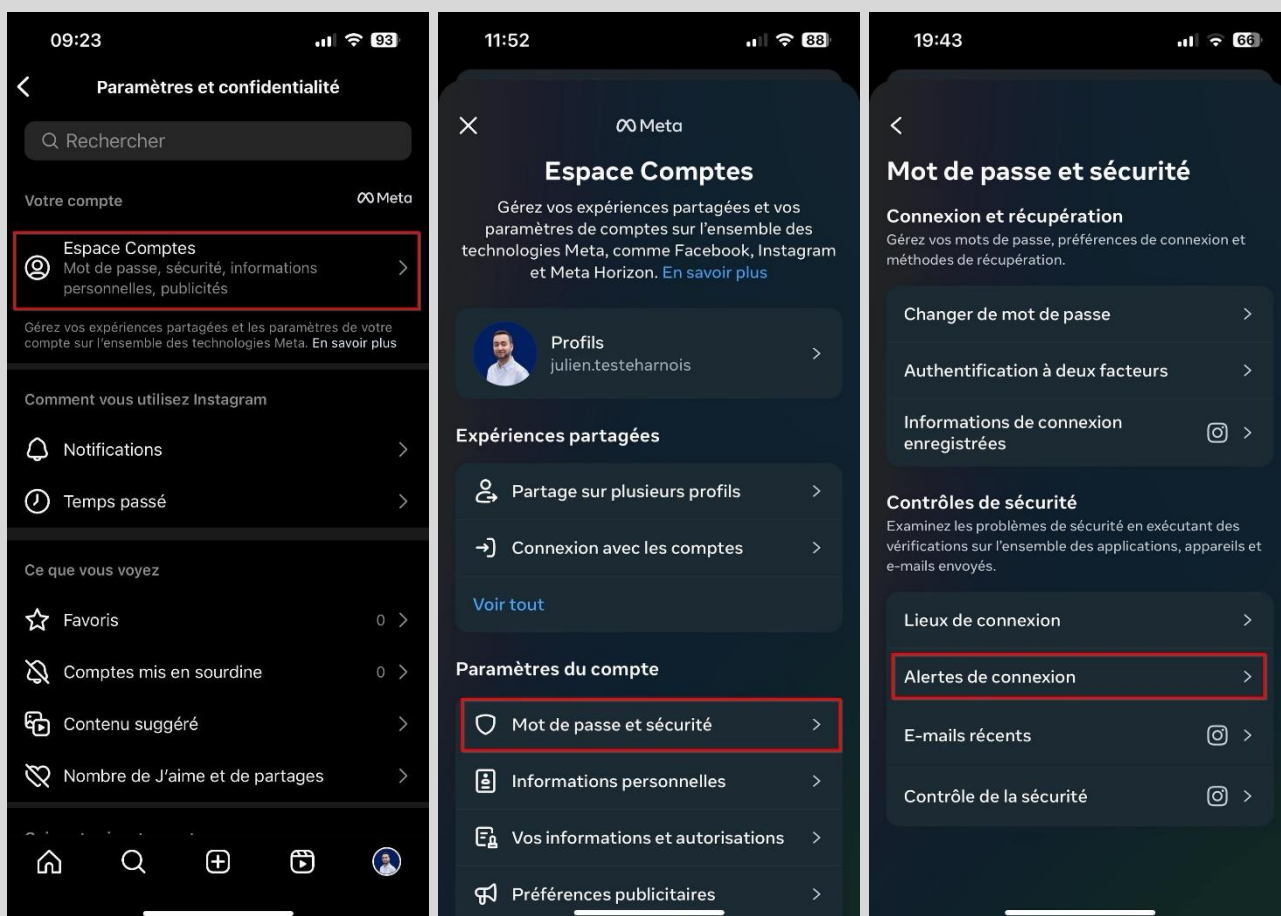 09:23
93
Paramètres et confidentialité
Rechercher
Votre compte
Meta
Espace Comptes
Mot de passe, sécurité, informations
personnelles, publicités
Gérez vos expériences partagées et les paramètres de votre
compte sur l'ensemble des technologies Meta. En savoir plus
Comment vous utilisez Instagram
Notifications
Temps passé
Ce que vous voyez
Favoris
0
Comptes mis en sourdine
0
Contenu suggéré
Nombre de J'aime et de partages
11:52
88
Meta
Espace Comptes
Gérez vos expériences partagées et vos
paramètres de comptes sur l'ensemble des
technologies Meta, comme Facebook, Instagram
et Meta Horizon. En savoir plus
Profils
julien.testeharnois
Expériences partagées
Partage sur plusieurs profils
Connexion avec les comptes
Voir tout
Paramètres du compte
Mot de passe et sécurité
Informations personnelles
Vos informations et autorisations
Préférences publicitaires
19:43
66
Mot de passe et sécurité
Connexion et récupération
Gérez vos mots de passe, préférences de connexion et
méthodes de récupération.
Changer de mot de passe
Authentification à deux facteurs
Informations de connexion
enregistrées
Contrôles de sécurité
Examinez les problèmes de sécurité en exécutant des
vérifications sur l'ensemble des applications, appareils et
e-mails envoyés.
Lieux de connexion
Alertes de connexion
E-mails récents
Contrôle de la sécurité